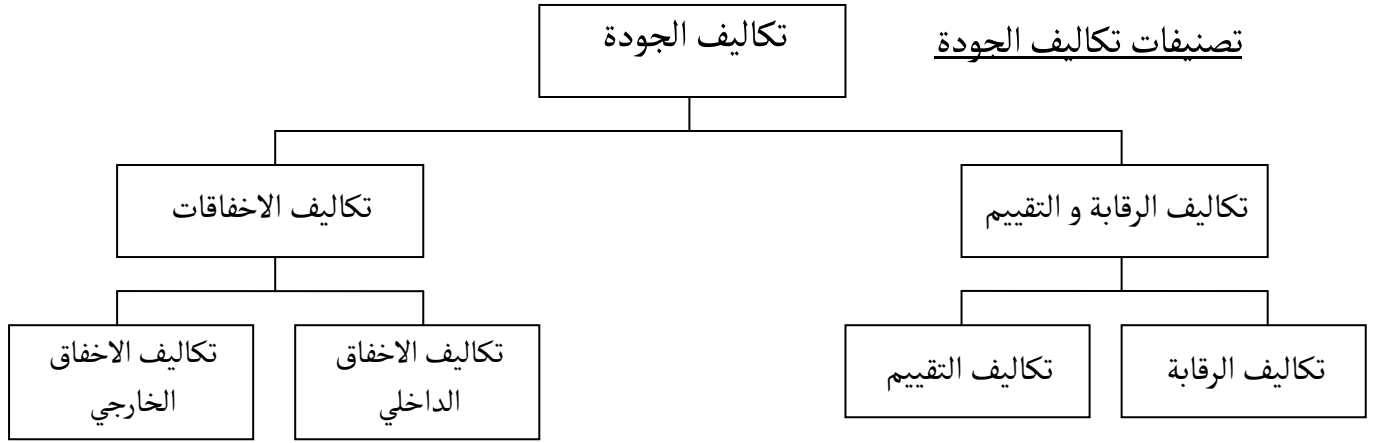 تصنيفات تكاليف الجودة
تكاليف الجودة
تكاليف الرقابة و التقييم
تكاليف الاخفاقات
تكاليف الرقابة
تكاليف التقييم
تكاليف الاخفاق
الداخلي
تكاليف الاخفاق
الخارجي